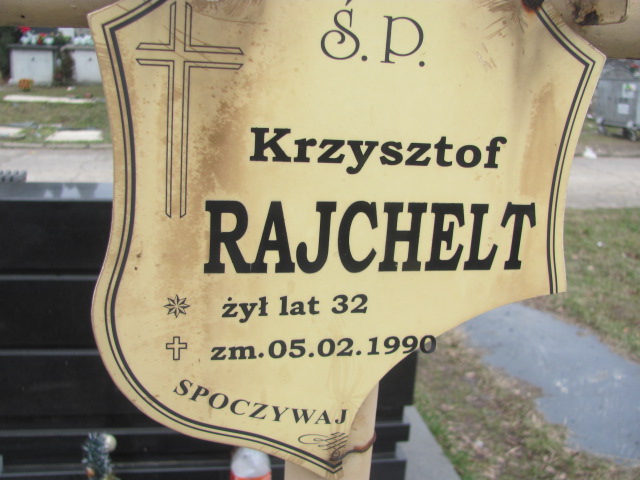 Ś.P.
Krzysztof
RAJCHELT
żył lat 32
zm.05.02.1990
SPOCZYWAJ